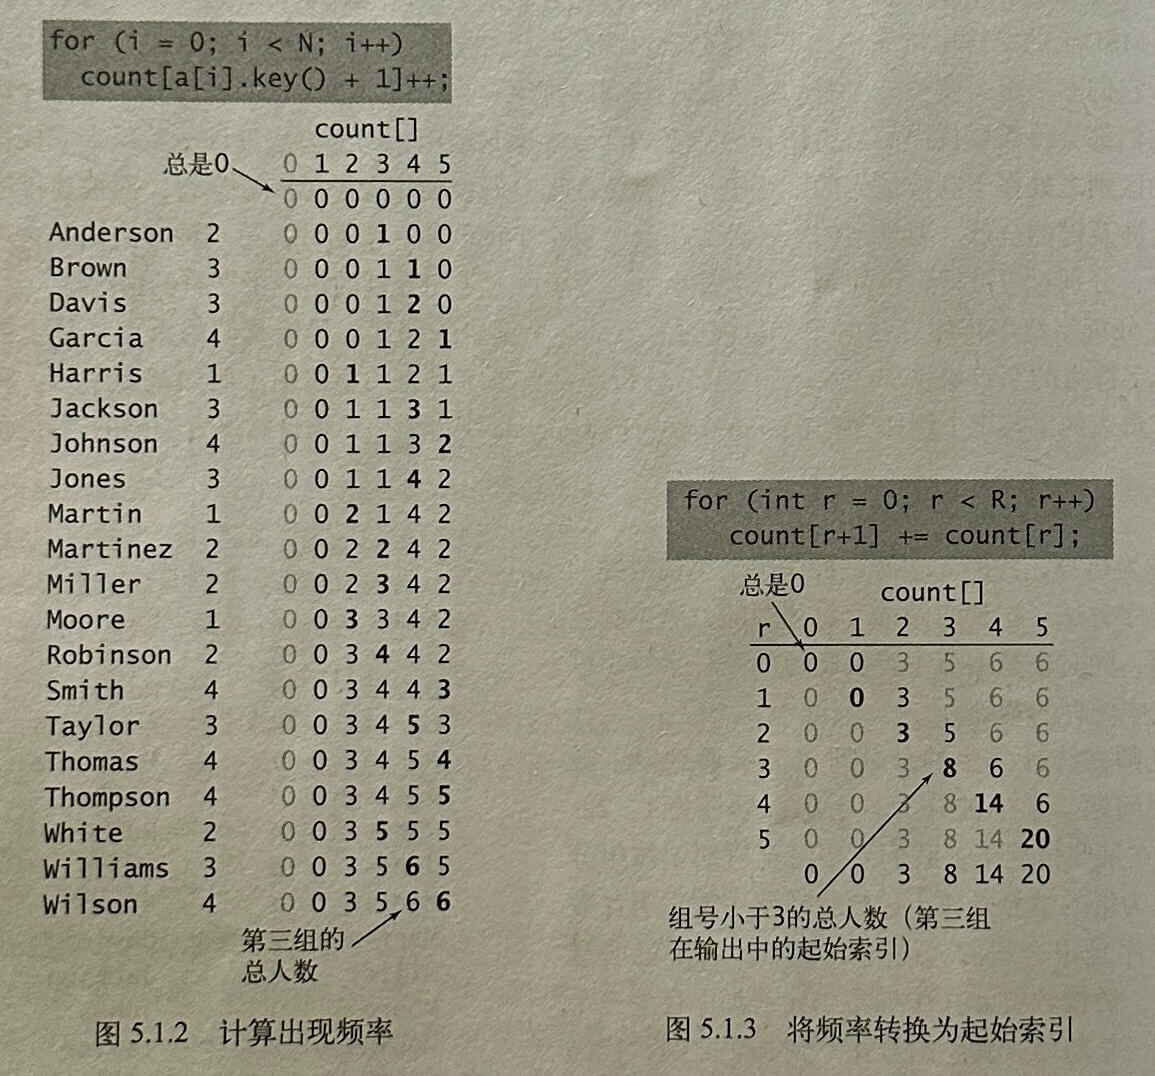 for (i = 0; i < N; i++)
count[a[i].key() + 1]++;
count[]
总是0
0 1 2 3 4 5
0 0 0 0 0 0
Anderson 2 0 0 0 1 0 0
Brown 3 0 0 0 1 1 0
Davis 3 0 0 0 1 2 0
Garcia 4 0 0 0 1 2 1
Harris 1 0 0 1 1 2 1
Jackson 3 0 0 1 1 3 1
Johnson 4 0 0 1 1 3 2
Jones 3 0 0 1 1 4 2
Martin 1 0 0 2 1 4 2
Martinez 2 0 0 2 2 4 2
Miller 2 0 0 2 3 4 2
Moore 1 0 0 3 3 4 2
Robinson 2 0 0 3 4 4 2
Smith 4 0 0 3 4 4 3
Taylor 3 0 0 3 4 5 3
Thomas 4 0 0 3 4 5 4
Thompson 4 0 0 3 4 5 5
White 2 0 0 3 5 5 5
Williams 3 0 0 3 5 6 5
Wilson 4 0 0 3 5 6 6
第三组的
总人数
图 5.1.2 计算出现频率
for (int r = 0; r < R; r++)
count[r+1] += count[r];
总是0
count[]
r 0 1 2 3 4 5
0 0 0 3 5 6 6
1 0 0 3 5 6 6
2 0 0 3 5 6 6
3 0 0 3 8 6 6
4 0 0 3 8 14 6
5 0 0 3 8 14 20
0 0 3 8 14 20
组号小于3的总人数（第三组
在输出中的起始索引）
图 5.1.3 将频率转换为起始索引